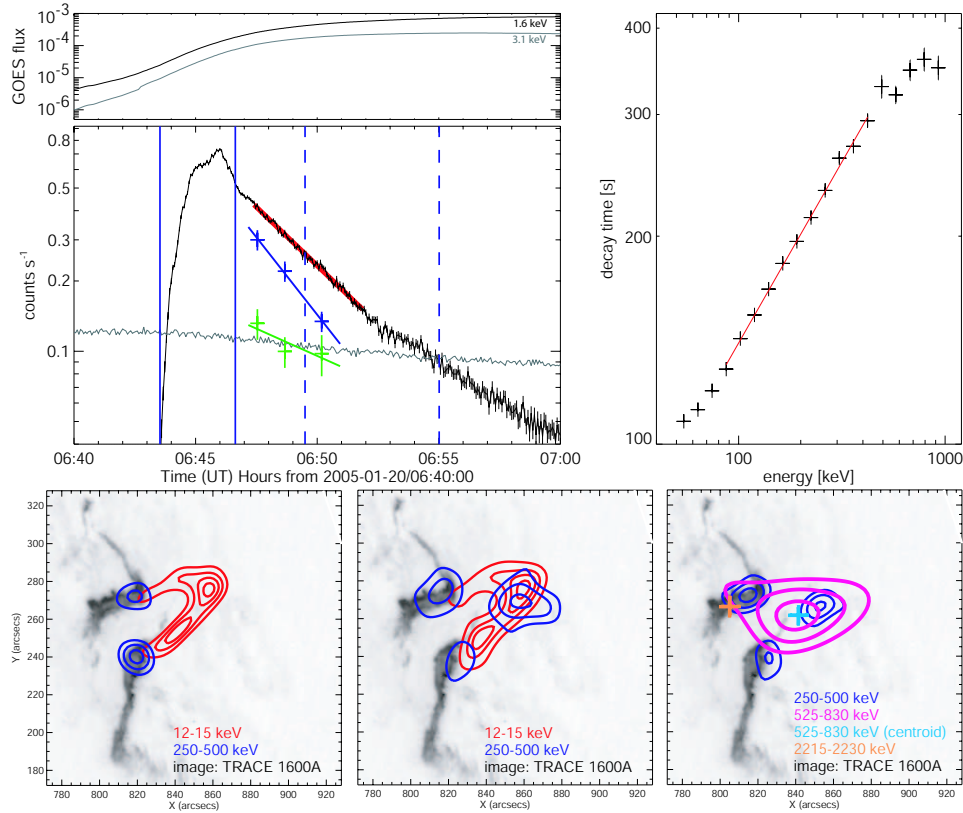 GOES flux
10-3
10-4
10-5
10-6
1.6 keV
3.1 keV
counts s-1
0.8
0.5
0.3
0.2
0.1
06:40 06:45 06:50 06:55 07:00
Time (UT) Hours from 2005-01-20/06:40:00
decay time [s]
400
300
200
100
100 1000
energy [keV]
Y (arcsecs)
320
300
280
260
240
220
200
180
12-15 keV
250-500 keV
image: TRACE 1600A
780 800 820 840 860 880 900 920
X (arcsecs)
12-15 keV
250-500 keV
image: TRACE 1600A
780 800 820 840 860 880 900 920
X (arcsecs)
250-500 keV
525-830 keV
525-830 keV (centroid)
2215-2230 keV
image: TRACE 1600A
780 800 820 840 860 880 900 920
X (arcsecs)